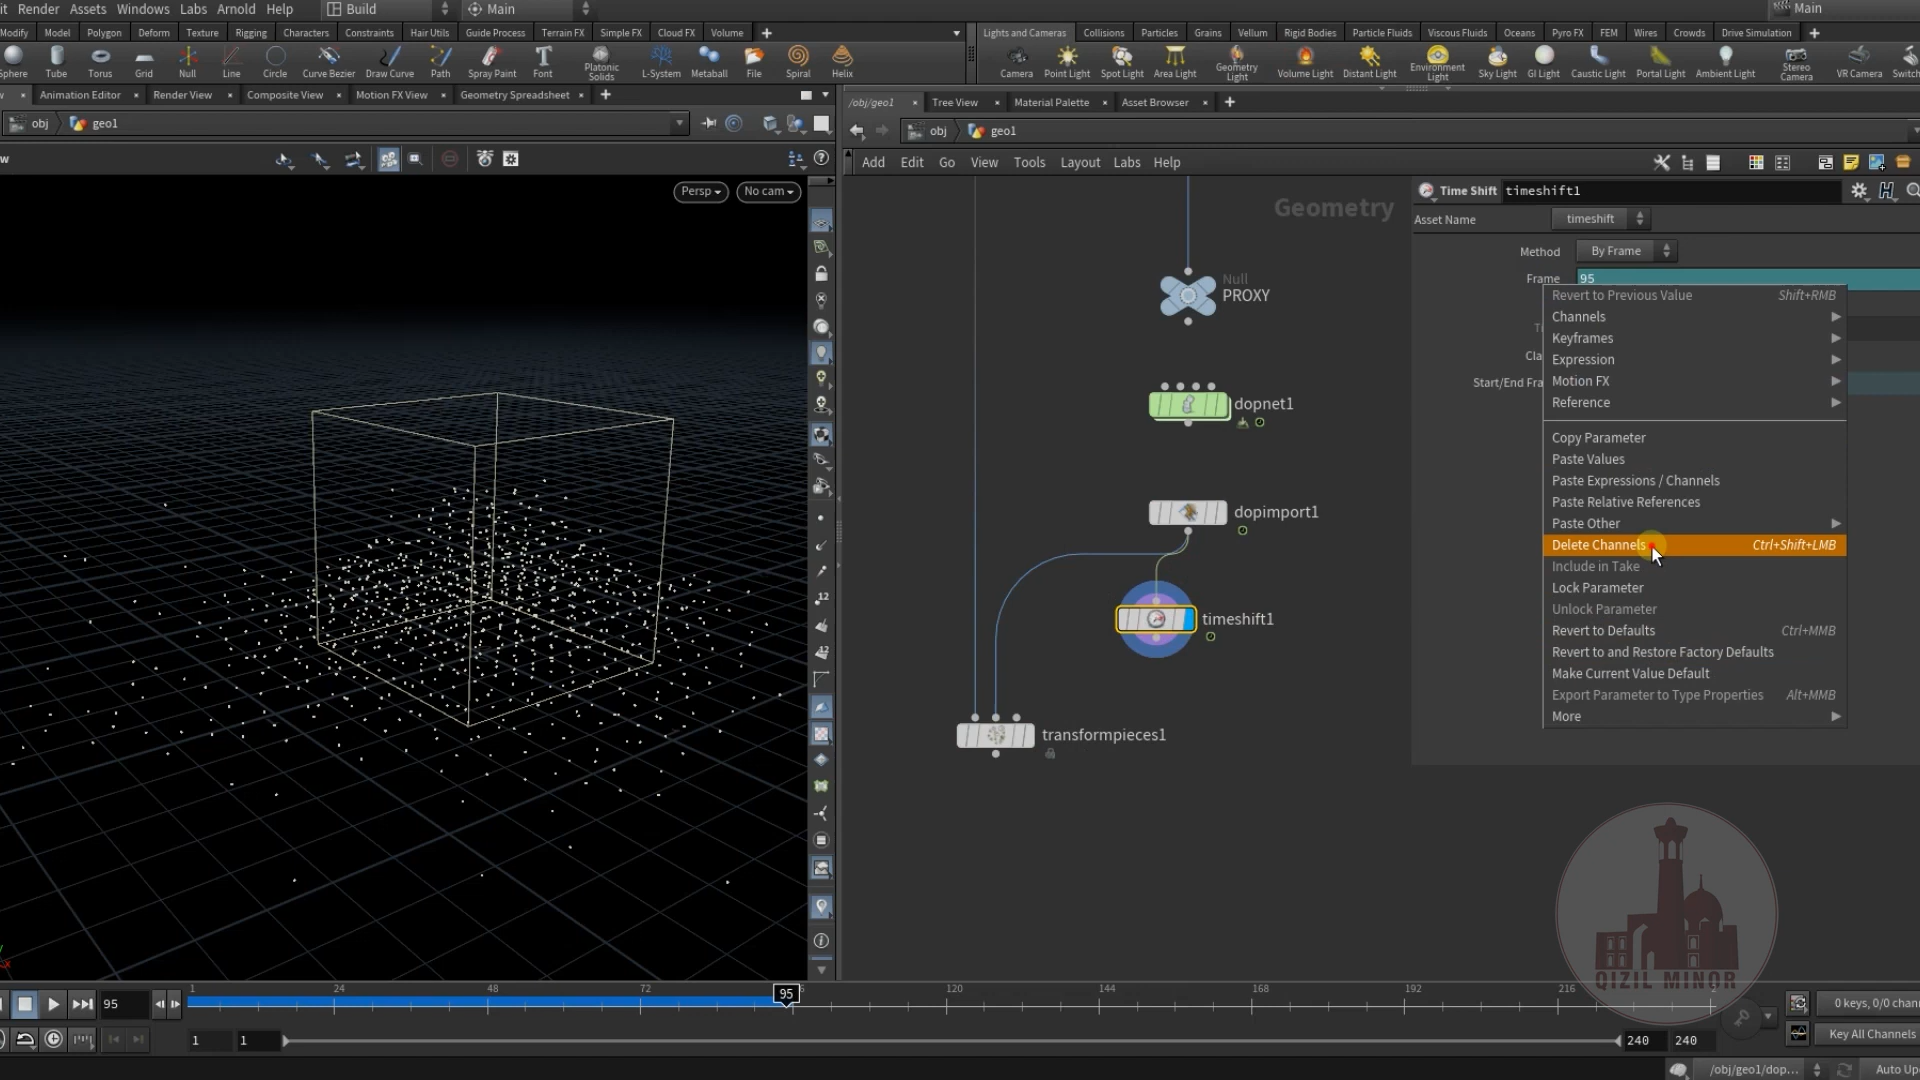 it Render Assets Windows Labs Arnold Help Build Main Main
Modify Model Polygon Deform Texture Rigging Characters Constraints Hair Utils Guide Process Terrain FX Simple FX Cloud FX Volume
Lights and Cameras Collisions Particles Grains Vellum Rigid Bodies Particle Fluids Viscous Fluids Oceans Pyro FX FEM Wires Crowds Drive Simulation
Sphere Tube Torus Grid Null Line Circle Curve Bezier Draw Curve Path Spray Paint Font Platonic Solids L-System Metaball File Spiral Helix
Camera Point Light Spot Light Area Light Geometry Light Volume Light Distant Light Environment Light Sky Light GI Light Caustic Light Portal Light Ambient Light Stereo Camera VR Camera Switch
Animation Editor Render View Composite View Motion FX View Geometry Spreadsheet
/obj/geo1 Tree View Material Palette Asset Browser
obj geo1
obj geo1
w
Add Edit Go View Tools Layout Labs Help
Persp No cam
Geometry
Time Shift timeshift1
Asset Name timeshift
Method By Frame
Frame 95
Ti
Cla
Start/End Fra
Revert to Previous Value Shift+RMB
Channels
Keyframes
Expression
Motion FX
Reference
Copy Parameter
Paste Values
Paste Expressions / Channels
Paste Relative References
Paste Other
Delete Channels Ctrl+Shift+LMB
Include in Take
Lock Parameter
Unlock Parameter
Revert to Defaults Ctrl+MMB
Revert to and Restore Factory Defaults
Make Current Value Default
Export Parameter to Type Properties Alt+MMB
More
Null
PROXY
dopnet1
dopimport1
timeshift1
transformpieces1
12
12
QIZIL MINOR
95
1 24 48 72 95 120 144 168 192 216 2
0 keys, 0/0 chann
1 1 240 240
Key All Channels
/obj/geo1/dop... Auto Up